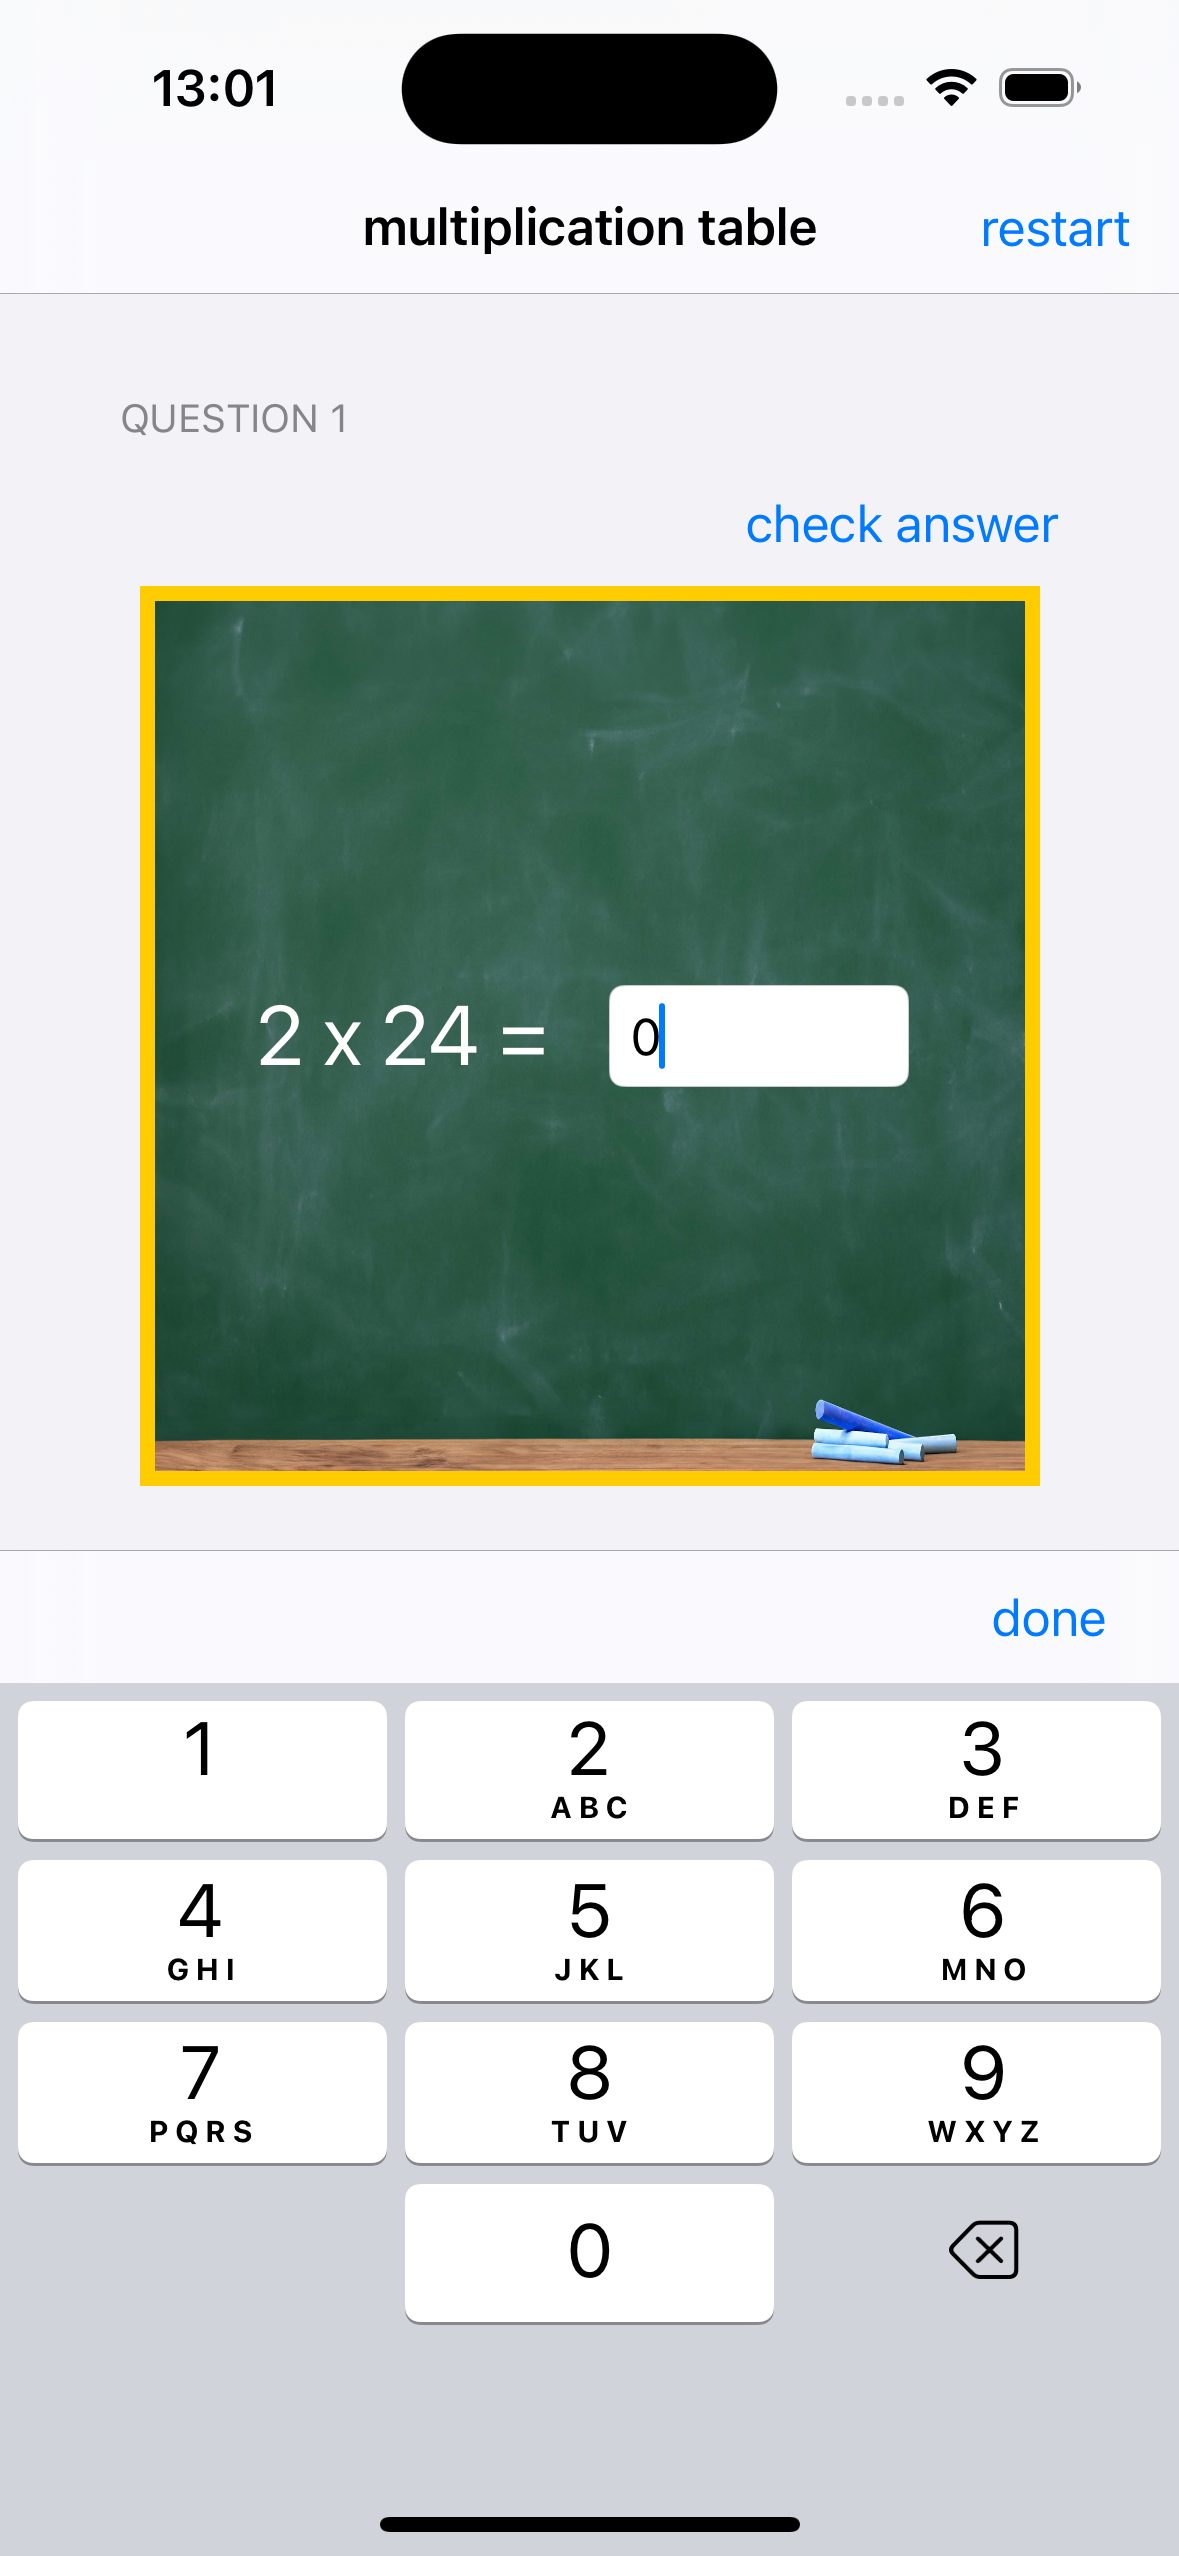 13:01
multiplication table
restart
QUESTION 1
check answer
2 x 24 =
0
done
1
2
ABC
3
DEF
4
GHI
5
JKL
6
MNO
7
PQRS
8
TUV
9
WXYZ
0